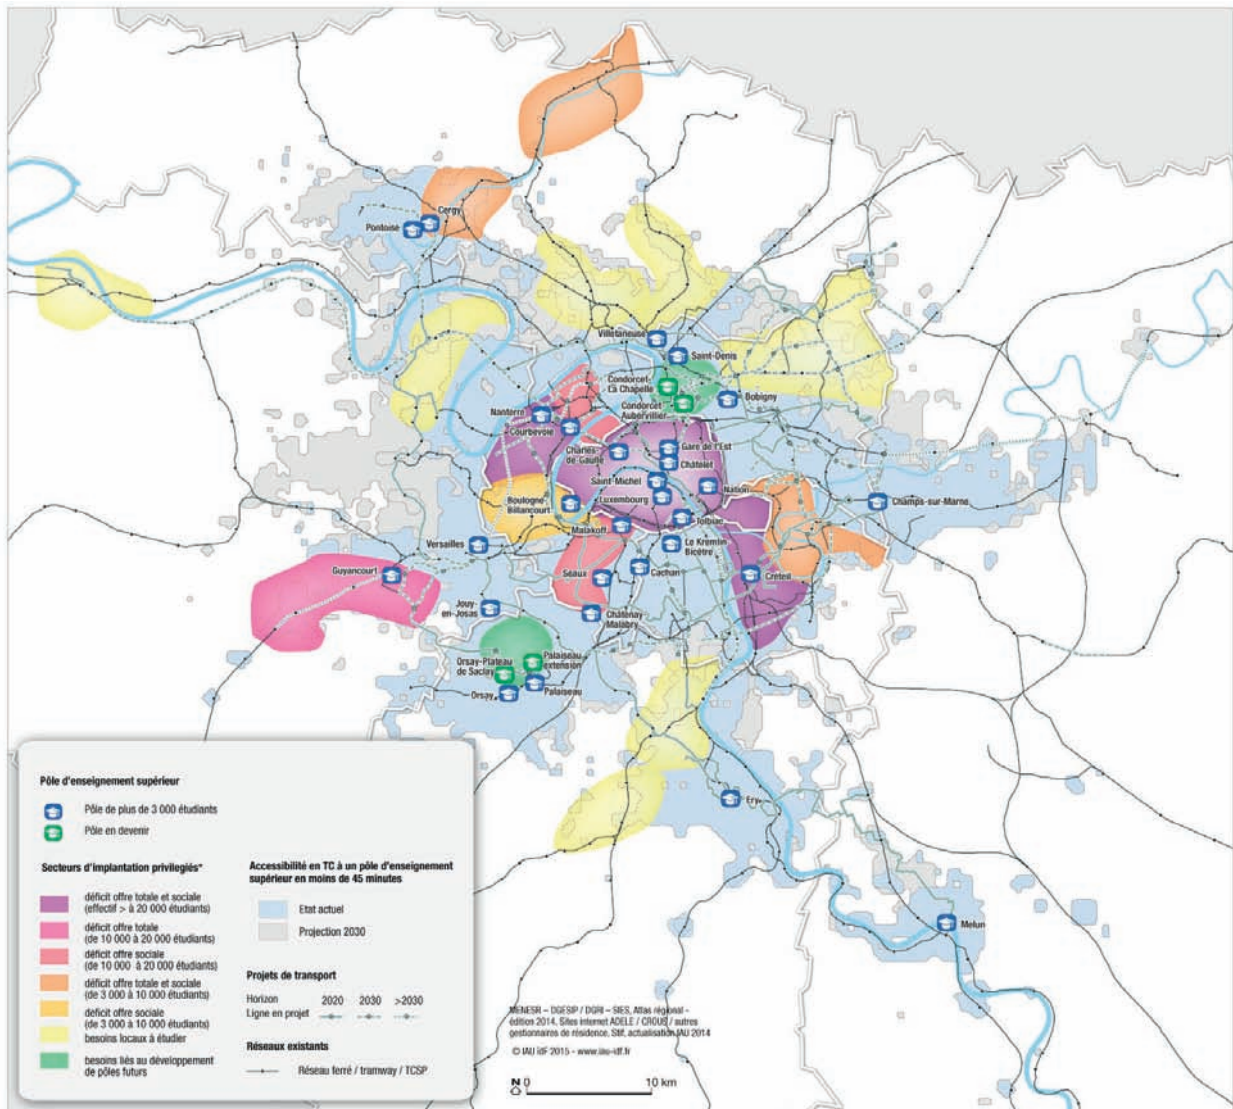 Cergy
Pontoise
Villetaneuse
Saint-Denis
Condorcet-
La Chapelle
Condorcet
Aubervillier
Bobigny
Nanterre
Courbevoie
Charles-
de-Gaulle
Gare de l'Est
Châtelet
Saint-Michel
Luxembourg
Nation
Champs-sur-Marne
Boulogne-
Billancourt
Tolbiac
Malakoff
Versailles
Le Kremlin
Bicêtre
Guyancourt
Sceaux
Cachan
Créteil
Jouy-
en-Josas
Châtenay
Malabry
Orsay-Plateau
de Saclay
Palaiseau
extension
Orsay
Palaiseau
Evry
Melun
Pôle d'enseignement supérieur
Pôle de plus de 3 000 étudiants
Pôle en devenir
Secteurs d'implantation privilegiés*
déficit offre totale et sociale
(effectif > à 20 000 étudiants)
déficit offre totale
(de 10 000 à 20 000 étudiants)
déficit offre sociale
(de 10 000 à 20 000 étudiants)
déficit offre totale et sociale
(de 3 000 à 10 000 étudiants)
deficit offre sociale
(de 3 000 à 10 000 étudiants)
besoins locaux à étudier
besoins liés au développement
de pôles futurs
Accessibilité en TC à un pôle d'enseignement
supérieur en moins de 45 minutes
Etat actuel
Projection 2030
Projets de transport
Horizon 2020 2030 >2030
Ligne en projet
Réseaux existants
Réseau ferré / tramway / TCSP
MENESR – DGESIP / DGRI – SIES, Atlas régional -
édition 2014, Sites internet ADELE / CROUS / autres
gestionnaires de résidence, Stif, actualisation IAU 2014
© IAU îdF 2015 - www.iau-idf.fr
N 0 10 km